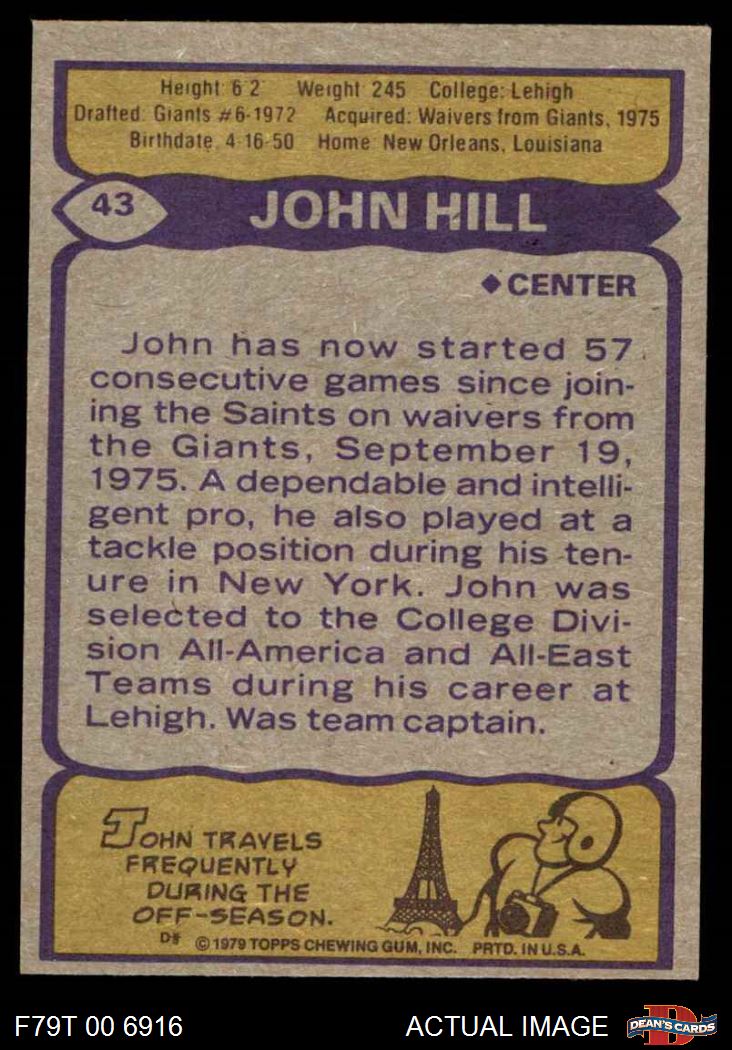 Height 6 2 Weight 245 College: Lehigh
Drafted: Giants #6-1972 Acquired: Waivers from Giants, 1975
Birthdate 4-16-50 Home New Orleans, Louisiana
43
JOHN HILL
◆ CENTER
John has now started 57
consecutive games since join-
ing the Saints on waivers from
the Giants, September 19,
1975. A dependable and intelli-
gent pro, he also played at a
tackle position during his ten-
ure in New York. John was
selected to the College Divi-
sion All-America and All-East
Teams during his career at
Lehigh. Was team captain.
JOHN TRAVELS
FREQUENTLY
DURING THE
OFF-SEASON.
D* © 1979 TOPPS CHEWING GUM, INC. PRTD. IN U.S.A.
F79T 00 6916 ACTUAL IMAGE D DEAN'S CARDS